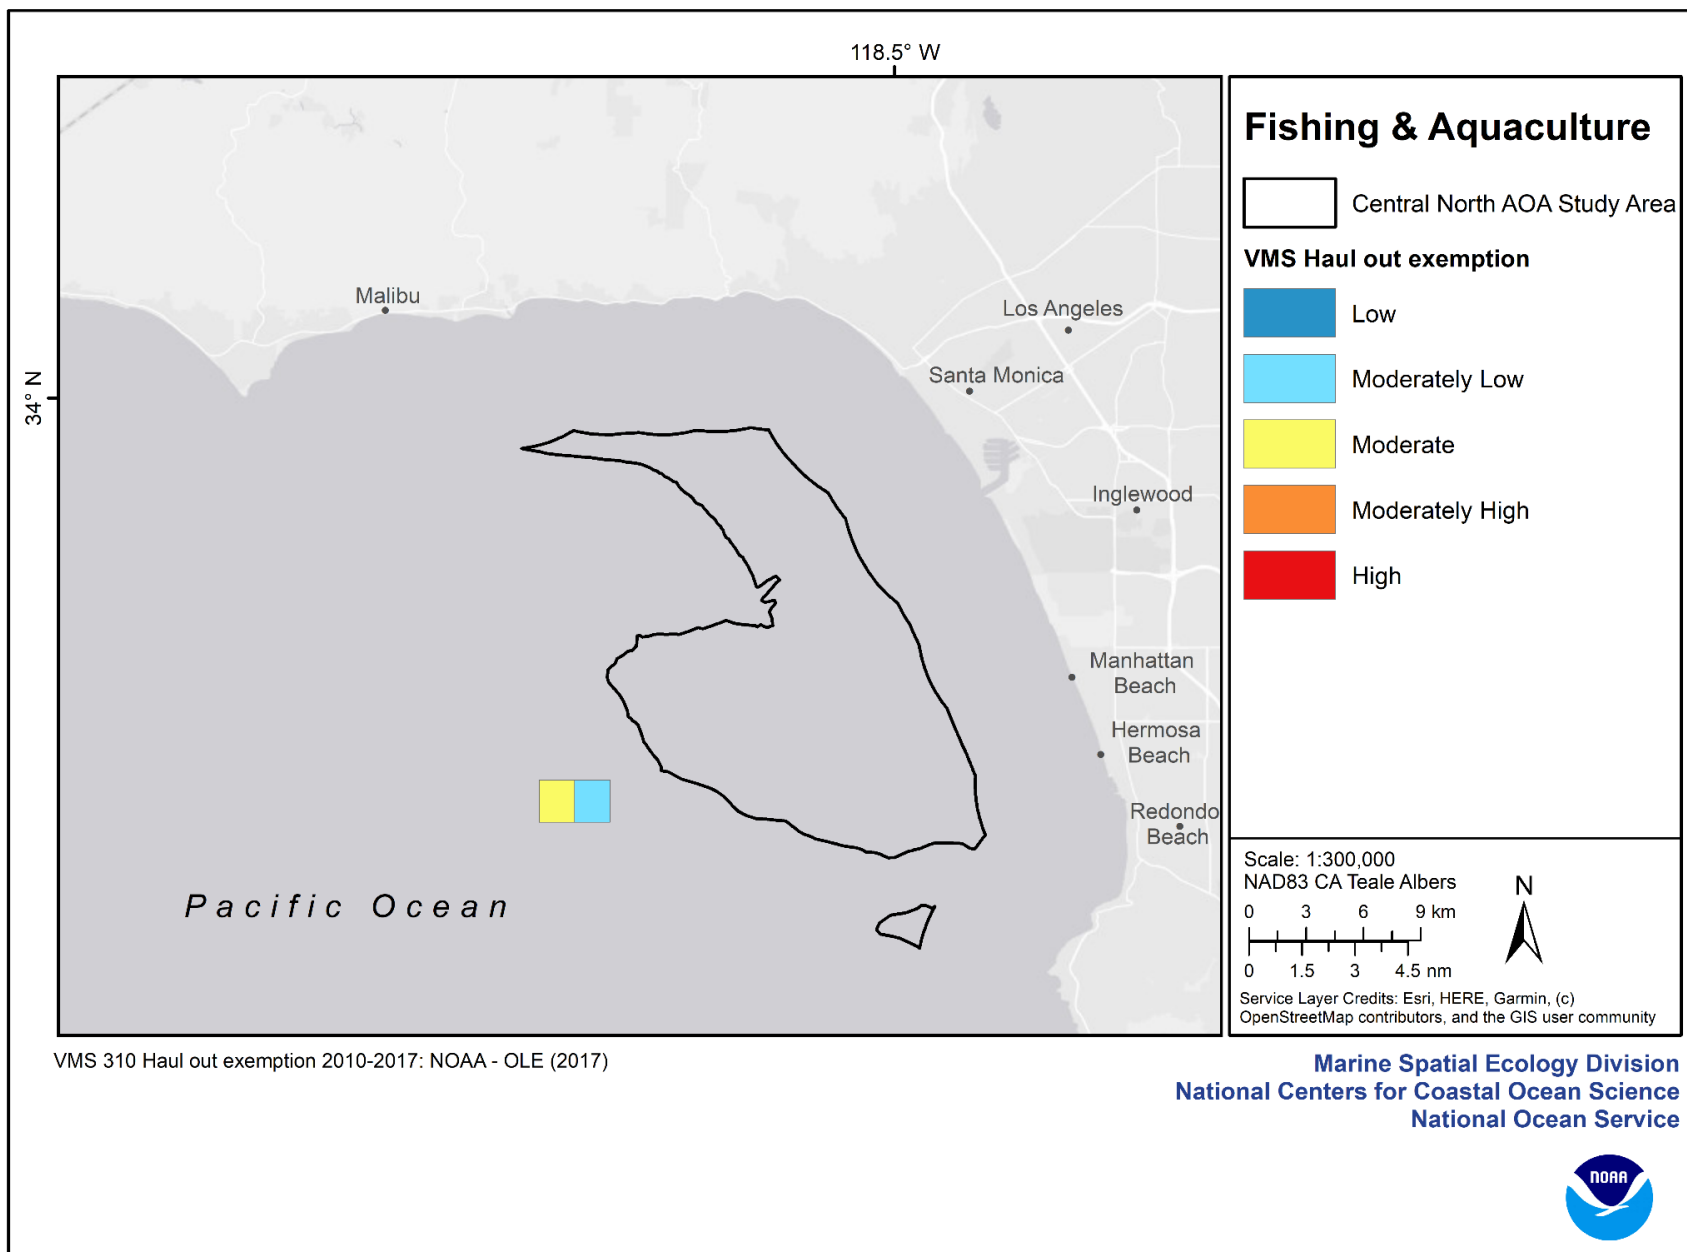 118.5° W
Fishing & Aquaculture
Central North AOA Study Area
VMS Haul out exemption
Low
Moderately Low
Moderate
Moderately High
High
34° N
Malibu
Los Angeles
Santa Monica
Inglewood
Manhattan
Beach
Hermosa
Beach
Redondo
Beach
Pacific Ocean
Scale: 1:300,000
NAD83 CA Teale Albers
0 3 6 9 km
0 1.5 3 4.5 nm
N
Service Layer Credits: Esri, HERE, Garmin, (c)
OpenStreetMap contributors, and the GIS user community
VMS 310 Haul out exemption 2010-2017: NOAA - OLE (2017)
Marine Spatial Ecology Division
National Centers for Coastal Ocean Science
National Ocean Service
NOAA